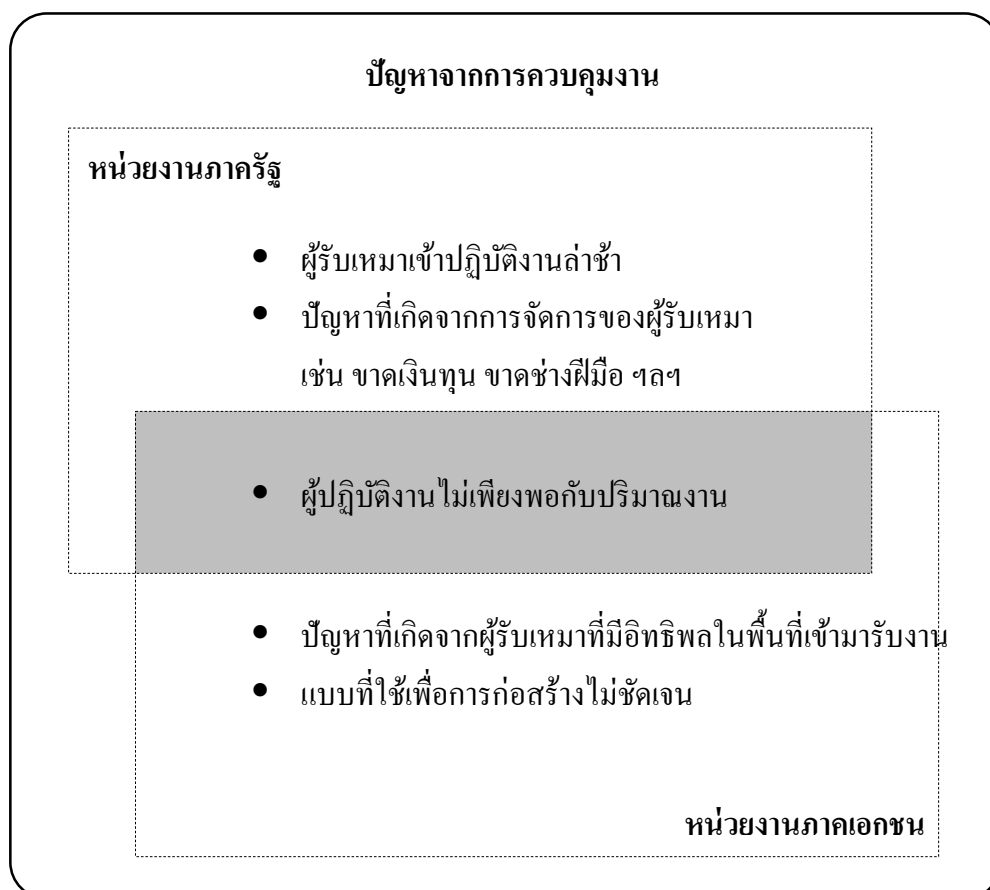 ปัญหาจากการควบคุมงาน
หน่วยงานภาครัฐ
● ผู้รับเหมาเข้าปฏิบัติงานล่าช้า
● ปัญหาที่เกิดจากการจัดการของผู้รับเหมา
เช่น ขาดเงินทุน ขาดช่างฝีมือ ฯลฯ
● ผู้ปฏิบัติงานไม่เพียงพอกับปริมาณงาน
● ปัญหาที่เกิดจากผู้รับเหมาที่มีอิทธิพลในพื้นที่เข้ามารับงาน
● แบบที่ใช้เพื่อการก่อสร้างไม่ชัดเจน
หน่วยงานภาคเอกชน